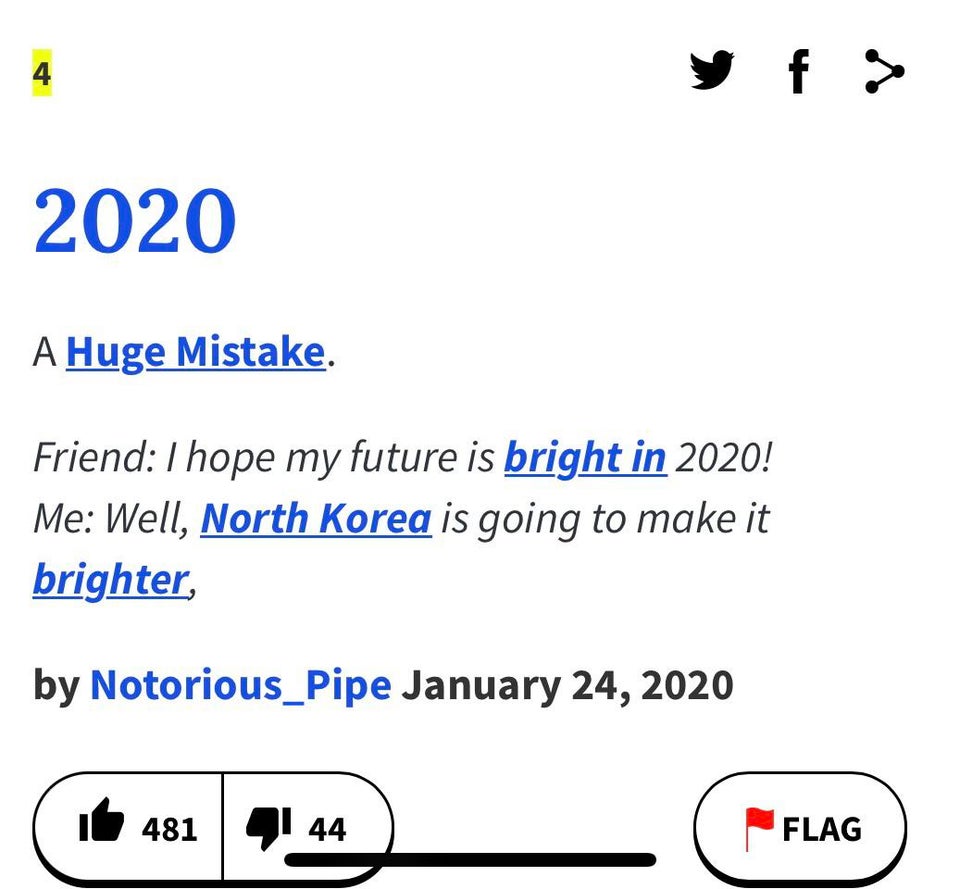 4
2020
A Huge Mistake.
Friend: I hope my future is bright in 2020!
Me: Well, North Korea is going to make it
brighter,
by Notorious_Pipe January 24, 2020
481 44 FLAG